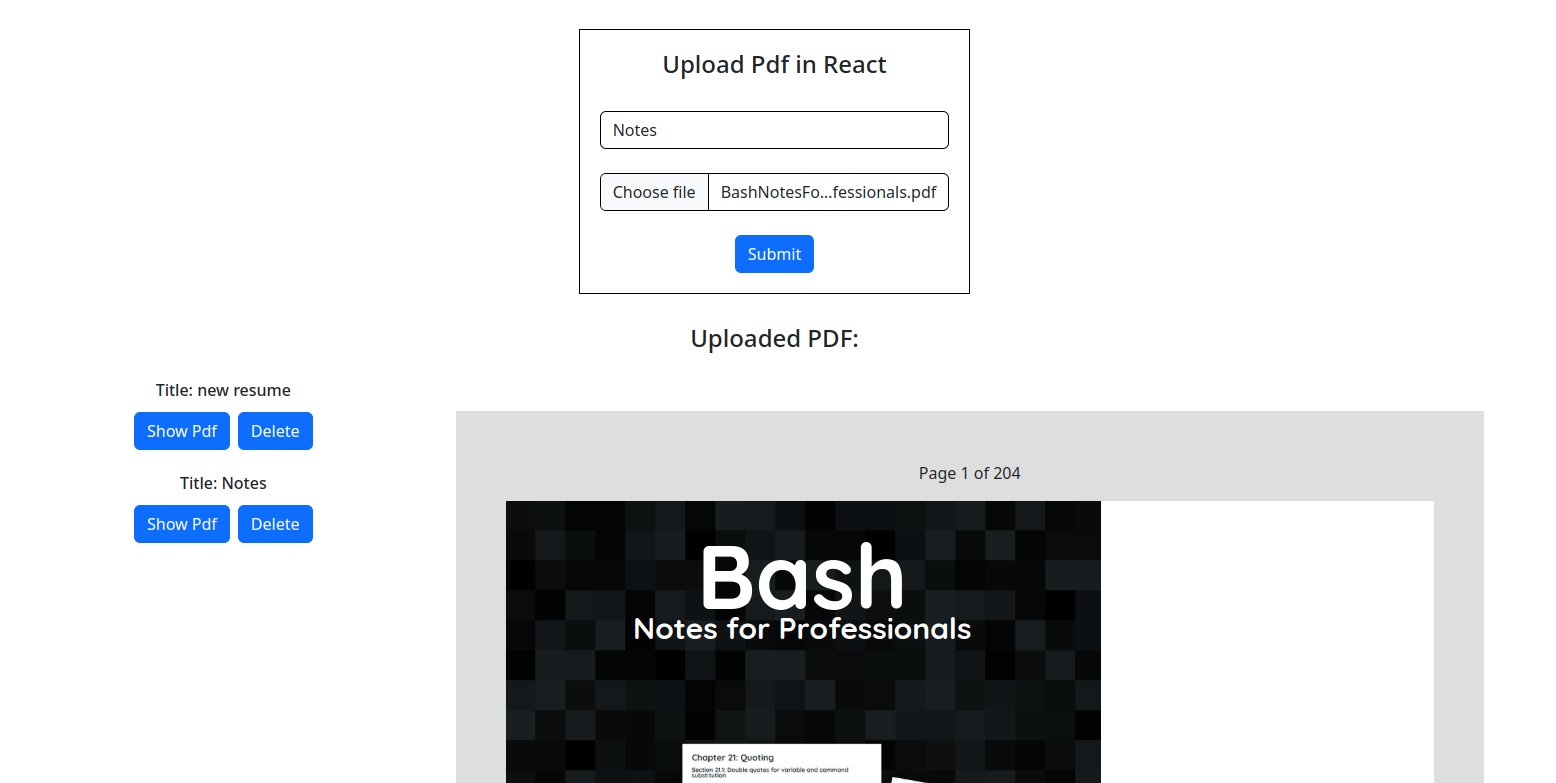 Upload Pdf in React
Notes
Choose file BashNotesFo...fessionals.pdf
Submit
Uploaded PDF:
Title: new resume
Show Pdf Delete
Title: Notes
Show Pdf Delete
Page 1 of 204
Bash
Notes for Professionals
Chapter 21: Quoting
Section 21.1: Double quotes for variable and command
substitution